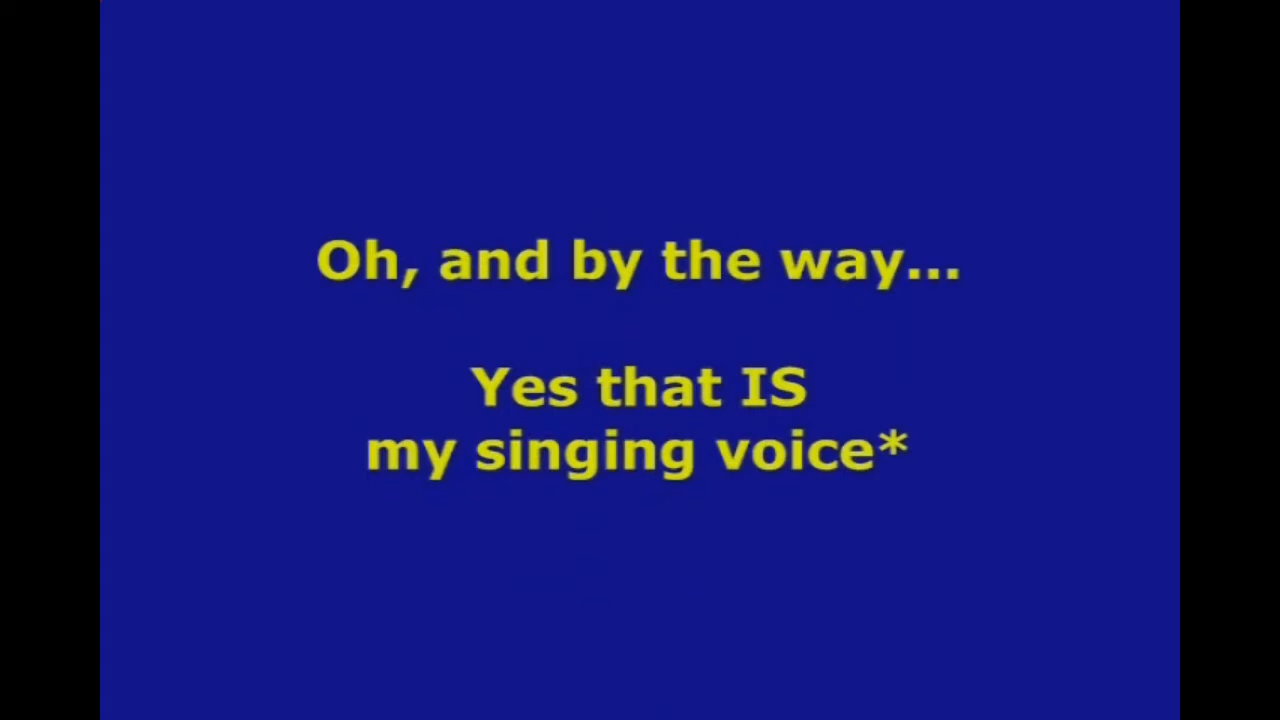 Oh, and by the way...
Yes that IS
my singing voice*